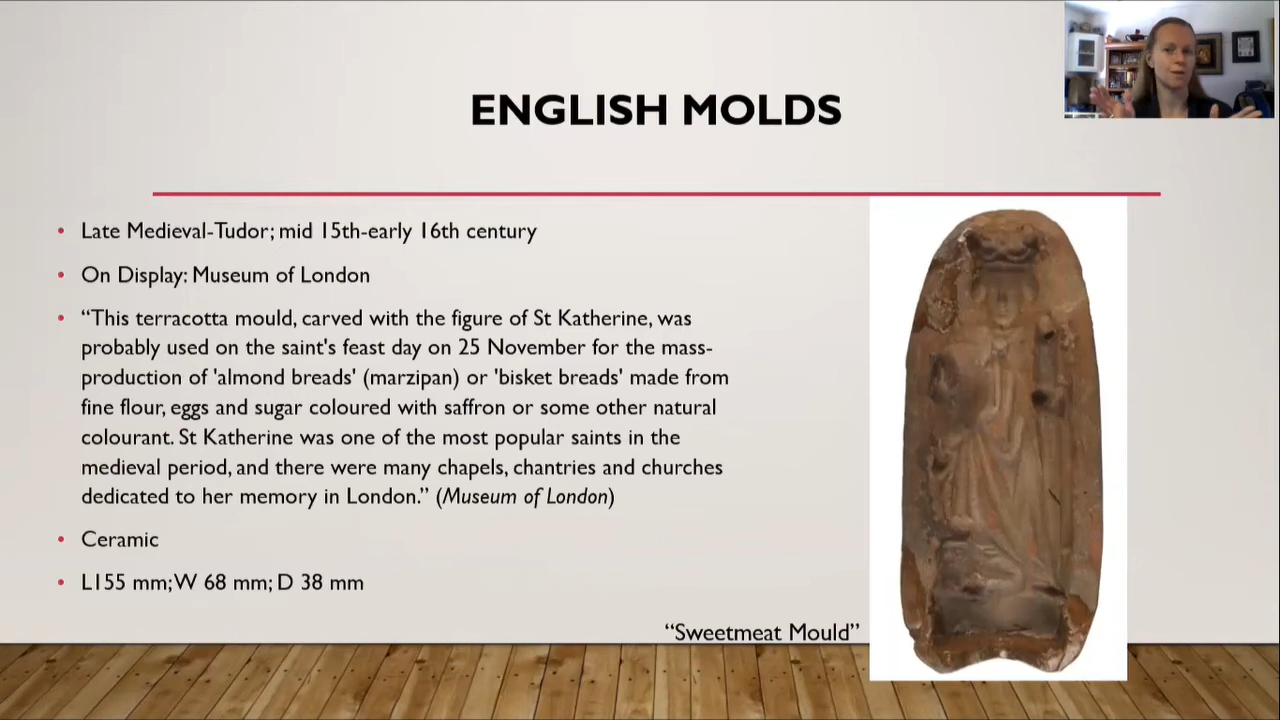 ENGLISH MOLDS
• Late Medieval-Tudor; mid 15th-early 16th century
• On Display: Museum of London
• “This terracotta mould, carved with the figure of St Katherine, was
probably used on the saint's feast day on 25 November for the mass-
production of 'almond breads' (marzipan) or 'bisket breads' made from
fine flour, eggs and sugar coloured with saffron or some other natural
colourant. St Katherine was one of the most popular saints in the
medieval period, and there were many chapels, chantries and churches
dedicated to her memory in London.” (Museum of London)
• Ceramic
• L155 mm; W 68 mm; D 38 mm
“Sweetmeat Mould”